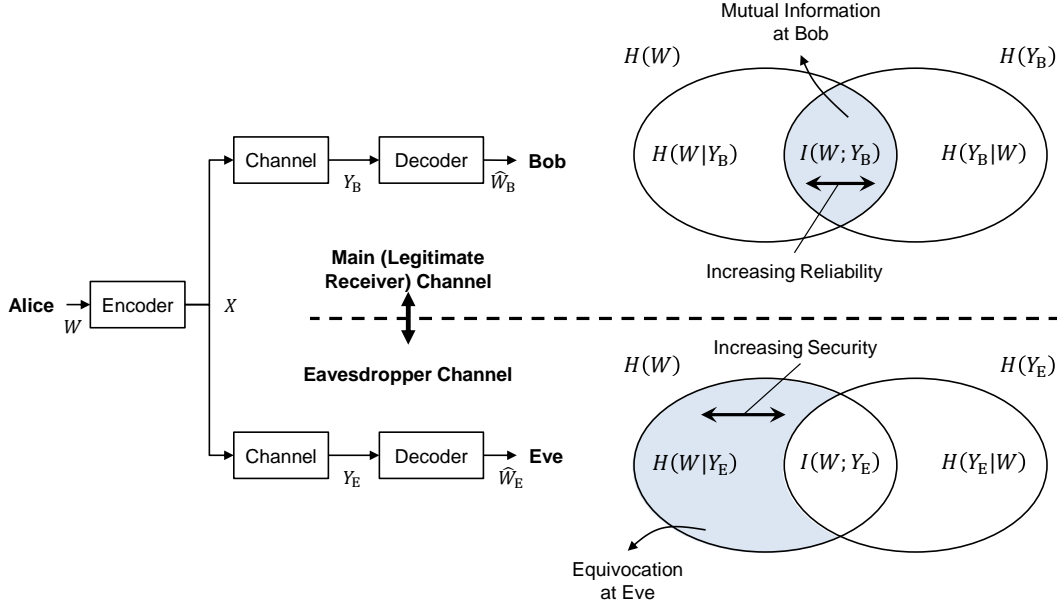 Mutual Information
at Bob
H(W)
H(Y_B)
H(W|Y_B)
I(W; Y_B)
H(Y_B|W)
Increasing Reliability
Channel
Y_B
Decoder
Ŵ_B
Bob
Main (Legitimate
Receiver) Channel
Alice
W
Encoder
X
Eavesdropper Channel
Channel
Y_E
Decoder
Ŵ_E
Eve
Increasing Security
H(W)
H(Y_E)
H(W|Y_E)
I(W; Y_E)
H(Y_E|W)
Equivocation
at Eve